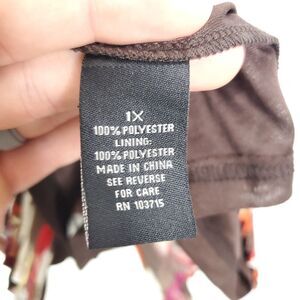 1X
100% POLYESTER
LINING:
100% POLYESTER
MADE IN CHINA
SEE REVERSE
FOR CARE
RN 103715